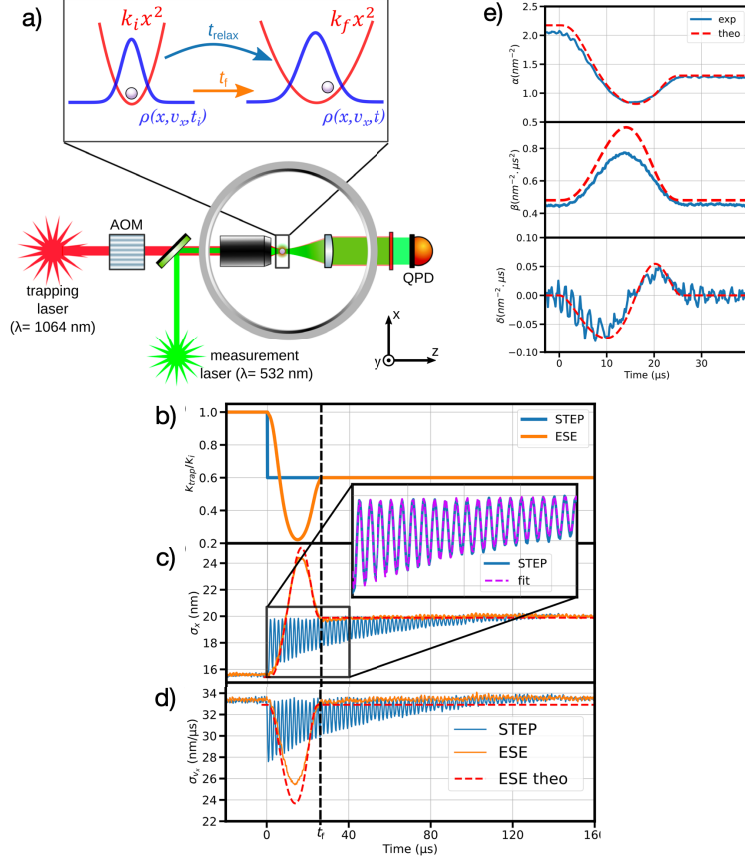 a)
k_i x²
k_f x²
t_relax
t_f
ρ(x,v_x,t_i)
ρ(x,v_x,i)
AOM
trapping
laser
(λ= 1064 nm)
measurement
laser (λ= 532 nm)
QPD
x
y
z
e)
α(nm⁻²)
2.5
2.0
1.5
1.0
0.5
exp
theo
β(nm⁻²·μs²)
0.8
0.6
0.4
0.10
δ(nm⁻²·μs)
0.05
0.00
−0.05
−0.10
0
10
20
30
Time (μs)
b)
k_trap/k_i
1.0
0.8
0.6
0.4
0.2
STEP
ESE
STEP
fit
c)
σ_x (nm)
24
22
20
18
16
d)
σ_{v_x} (nm/μs)
34
32
30
28
26
24
22
STEP
ESE
ESE theo
0
t_f
40
80
120
160
Time (μs)